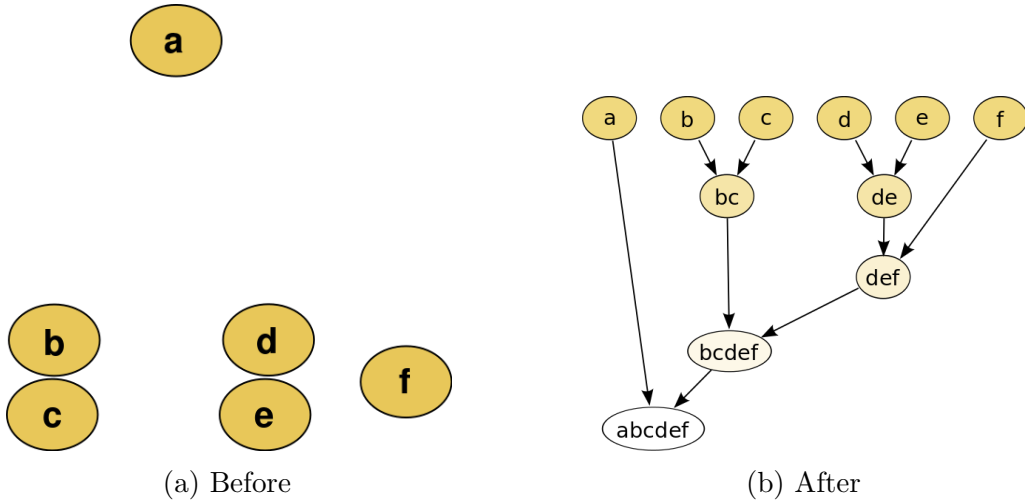 a
b
c
d
e
f
(a) Before
a b c d e f
bc de
def
bcdef
abcdef
(b) After